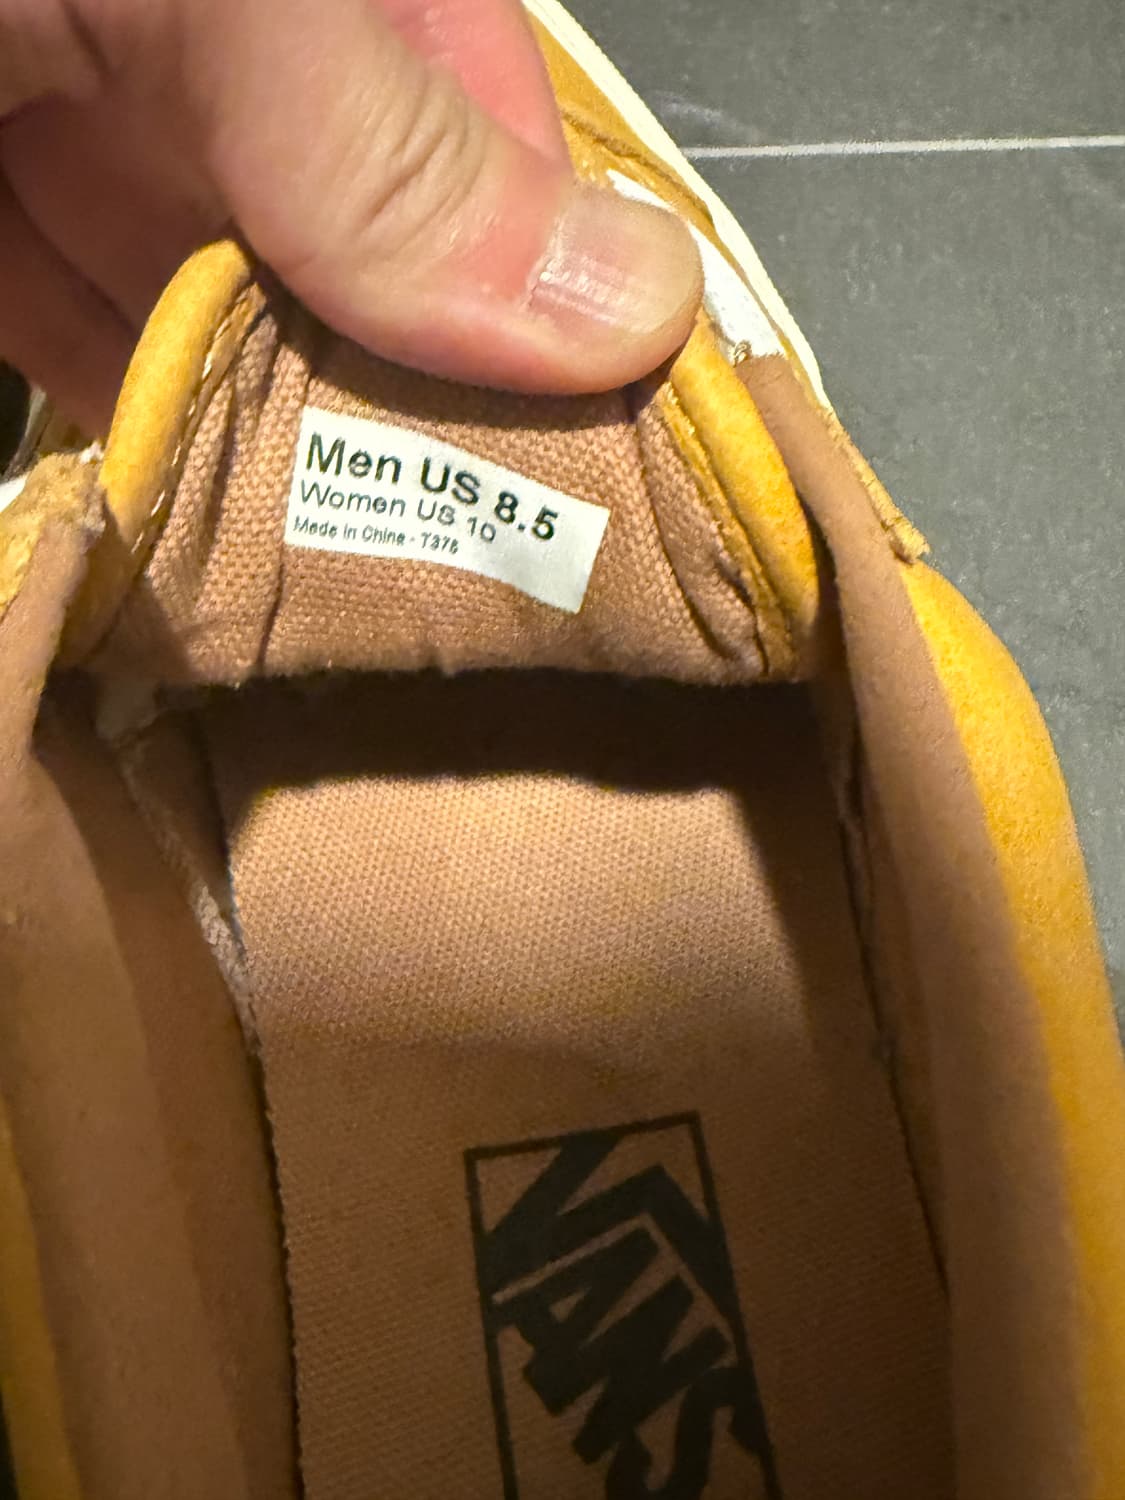 Men US 8.5
Women US 10
Made in China - T376
VANS